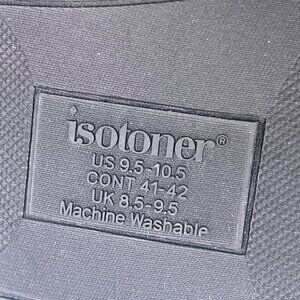 isotoner®
US 9.5-10.5
CONT 41-42
UK 8.5-9.5
Machine Washable